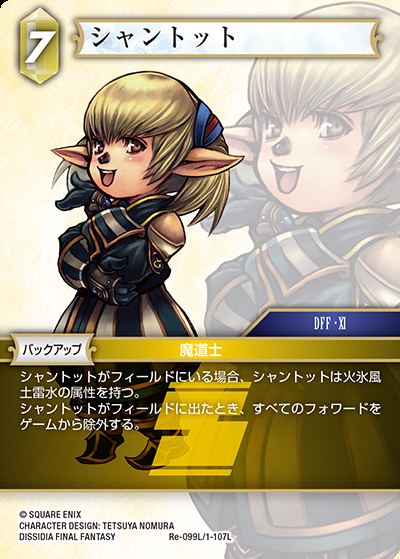 7
シャントット
DFF・XI
バックアップ
魔道士
シャントットがフィールドにいる場合、シャントットは火氷風
土雷水の属性を持つ。
シャントットがフィールドに出たとき、すべてのフォワードを
ゲームから除外する。
© SQUARE ENIX
CHARACTER DESIGN: TETSUYA NOMURA
DISSIDIA FINAL FANTASY
Re-099L/1-107L